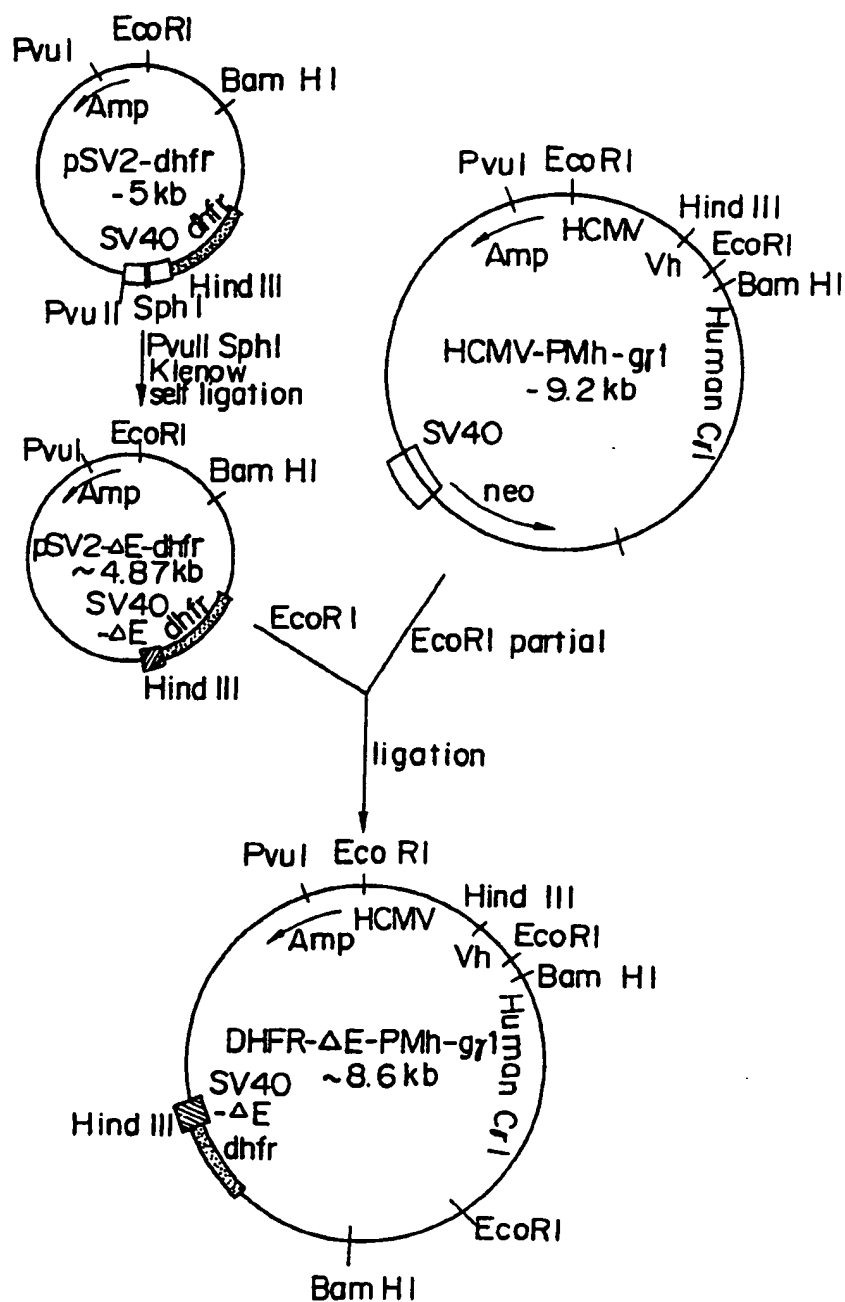 EcoRI
PvuI
Bam HI
Amp
pSV2-dhfr
-5 kb
SV40
dhfr
Hind III
PvuII
SphI
PvuII SphI
Klenow
self ligation
EcoRI
PvuI
Bam HI
Amp
pSV2-ΔE-dhfr
~4.87kb
SV40
-ΔE
dhfr
Hind III
PvuI
EcoRI
Hind III
EcoRI
Bam HI
Amp
HCMV
Vh
Human Cγ1
HCMV-PMh-gγ1
-9.2 kb
SV40
neo
EcoRI
EcoRI partial
ligation
PvuI
Eco RI
Hind III
EcoRI
Bam HI
Amp
HCMV
Vh
Human Cγ1
DHFR-ΔE-PMh-gγ1
~8.6 kb
SV40
-ΔE
dhfr
Hind III
EcoRI
Bam HI